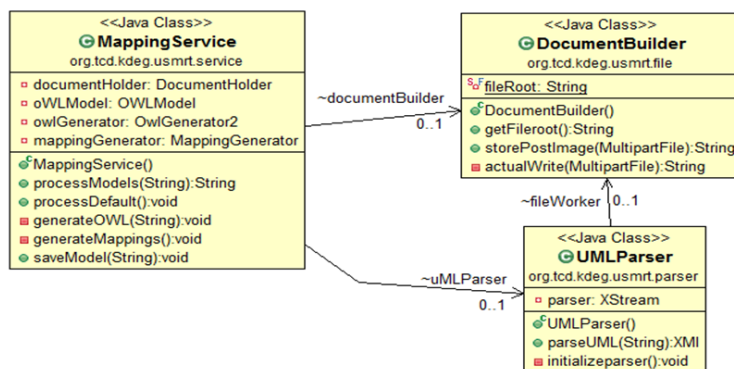 <<Java Class>>
MappingService
org.tcd.kdeg.usmrt.service
documentHolder: DocumentHolder
oWLModel: OWLModel
owlGenerator: OwlGenerator2
mappingGenerator: MappingGenerator
MappingService()
processModels(String):String
processDefault():void
generateOWL(String):void
generateMappings():void
saveModel(String):void
~documentBuilder
0..1
<<Java Class>>
DocumentBuilder
org.tcd.kdeg.usmrt.file
fileRoot: String
DocumentBuilder()
getFileroot():String
storePostImage(MultipartFile):String
actualWrite(MultipartFile):String
~fileWorker
0..1
~uMLParser
0..1
<<Java Class>>
UMLParser
org.tcd.kdeg.usmrt.parser
parser: XStream
UMLParser()
parseUML(String):XMI
initializeparser():void